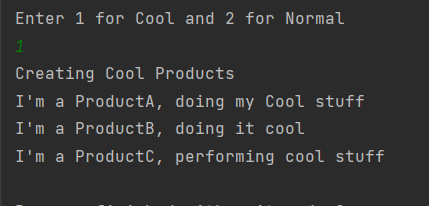 Enter 1 for Cool and 2 for Normal
1
Creating Cool Products
I'm a ProductA, doing my Cool stuff
I'm a ProductB, doing it cool
I'm a ProductC, performing cool stuff